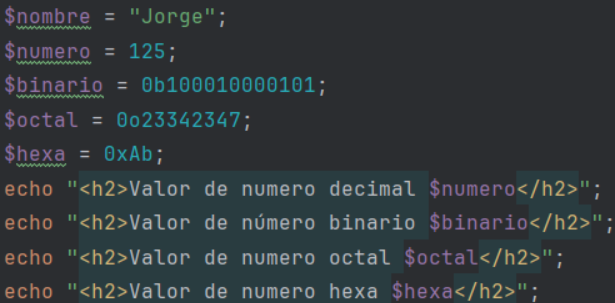 $nombre = "Jorge";
$numero = 125;
$binario = 0b100010000101;
$octal = 0o23342347;
$hexa = 0xAb;
echo "<h2>Valor de numero decimal $numero</h2>";
echo "<h2>Valor de número binario $binario</h2>";
echo "<h2>Valor de numero octal $octal</h2>";
echo "<h2>Valor de numero hexa $hexa</h2>";